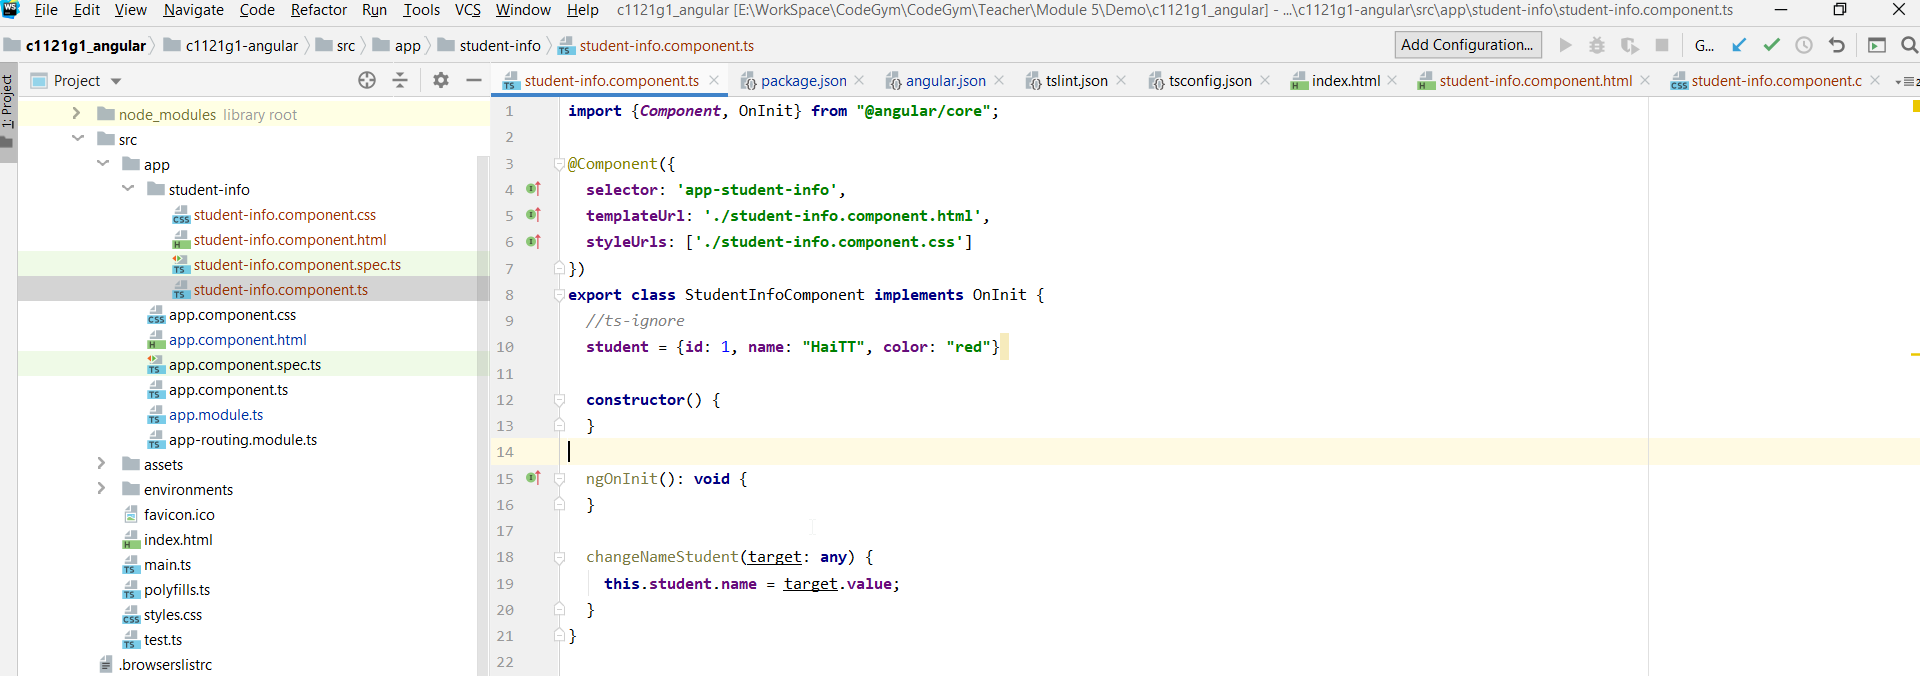 WS File Edit View Navigate Code Refactor Run Tools VCS Window Help c1121g1_angular [E:\WorkSpace\CodeGym\CodeGym\Teacher\Module 5\Demo\c1121g1_angular] - ...\c1121g1-angular\src\app\student-info\student-info.component.ts
c1121g1_angular c1121g1-angular src app student-info student-info.component.ts Add Configuration... G...
1: Project
Project
node_modules library root
src
app
student-info
student-info.component.css
student-info.component.html
student-info.component.spec.ts
student-info.component.ts
app.component.css
app.component.html
app.component.spec.ts
app.component.ts
app.module.ts
app-routing.module.ts
assets
environments
favicon.ico
index.html
main.ts
polyfills.ts
styles.css
test.ts
.browserslistrc
student-info.component.ts package.json angular.json tslint.json tsconfig.json index.html student-info.component.html student-info.component.c
1 import {Component, OnInit} from "@angular/core";
2
3 @Component({
4 selector: 'app-student-info',
5 templateUrl: './student-info.component.html',
6 styleUrls: ['./student-info.component.css']
7 })
8 export class StudentInfoComponent implements OnInit {
9 //ts-ignore
10 student = {id: 1, name: "HaiTT", color: "red"}
11
12 constructor() {
13 }
14
15 ngOnInit(): void {
16 }
17
18 changeNameStudent(target: any) {
19 this.student.name = target.value;
20 }
21 }
22